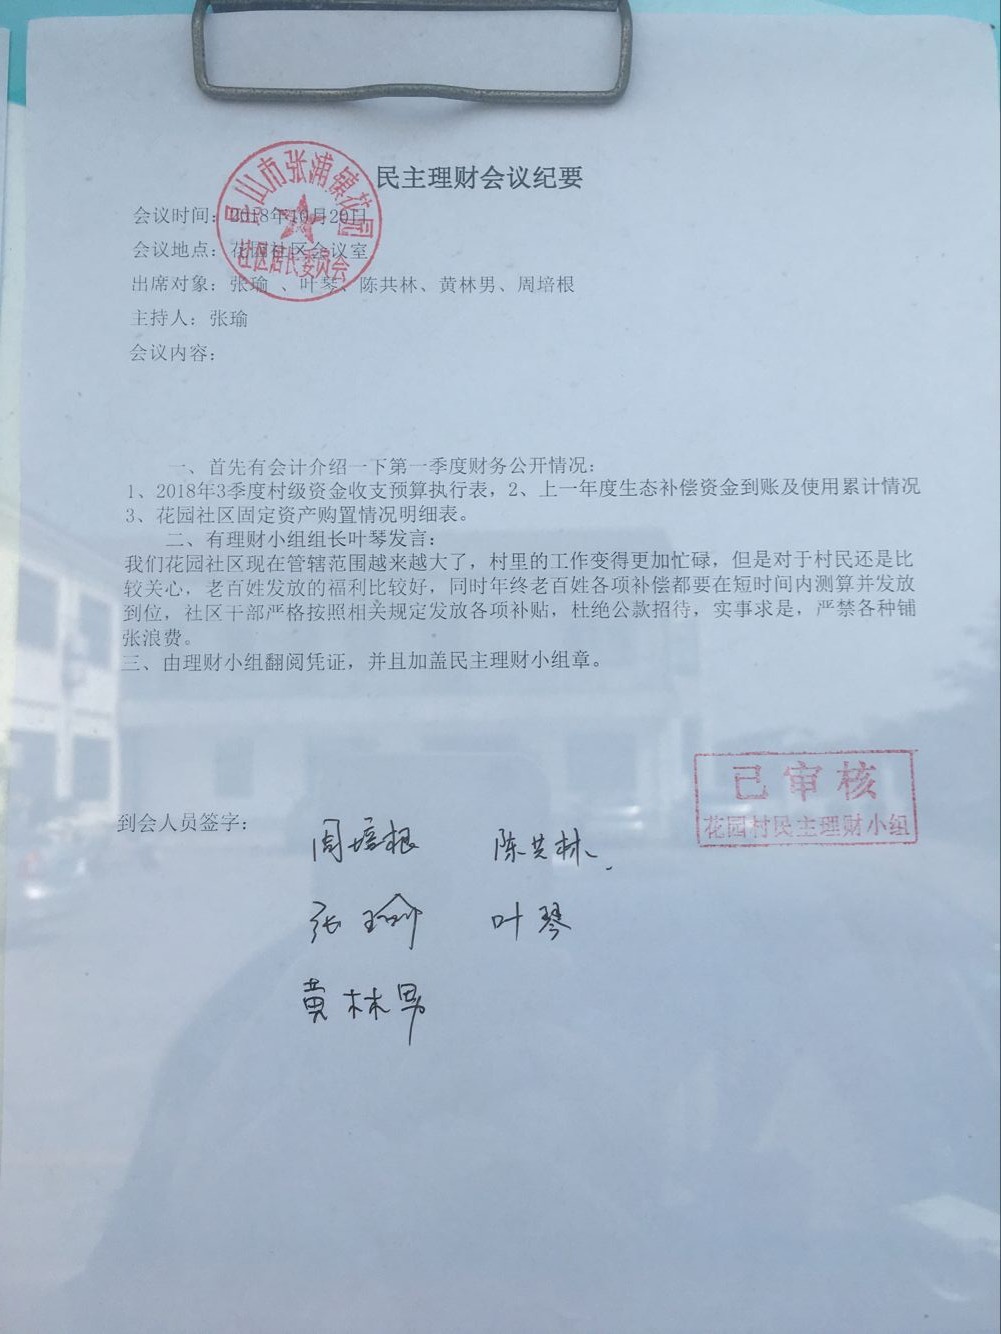 民主理财会议纪要
昆山市张浦镇花园
社区居民委员会
会议时间：2018年10月20日
会议地点：花园社区会议室
出席对象：张瑜 、叶琴、陈共林、黄林男、周培根
主持人：张瑜
会议内容：
一、首先有会计介绍一下第一季度财务公开情况：
1、2018年3季度村级资金收支预算执行表，2、上一年度生态补偿资金到账及使用累计情况
3、花园社区固定资产购置情况明细表。
二、有理财小组组长叶琴发言：
我们花园社区现在管辖范围越来越大了，村里的工作变得更加忙碌，但是对于村民还是比
较关心，老百姓发放的福利比较好，同时年终老百姓各项补偿都要在短时间内测算并发放
到位，社区干部严格按照相关规定发放各项补贴，杜绝公款招待，实事求是，严禁各种铺
张浪费。
三、由理财小组翻阅凭证，并且加盖民主理财小组章。
已审核
花园村民主理财小组
到会人员签字：
周培根 陈共林
张瑜 叶琴
黄林男